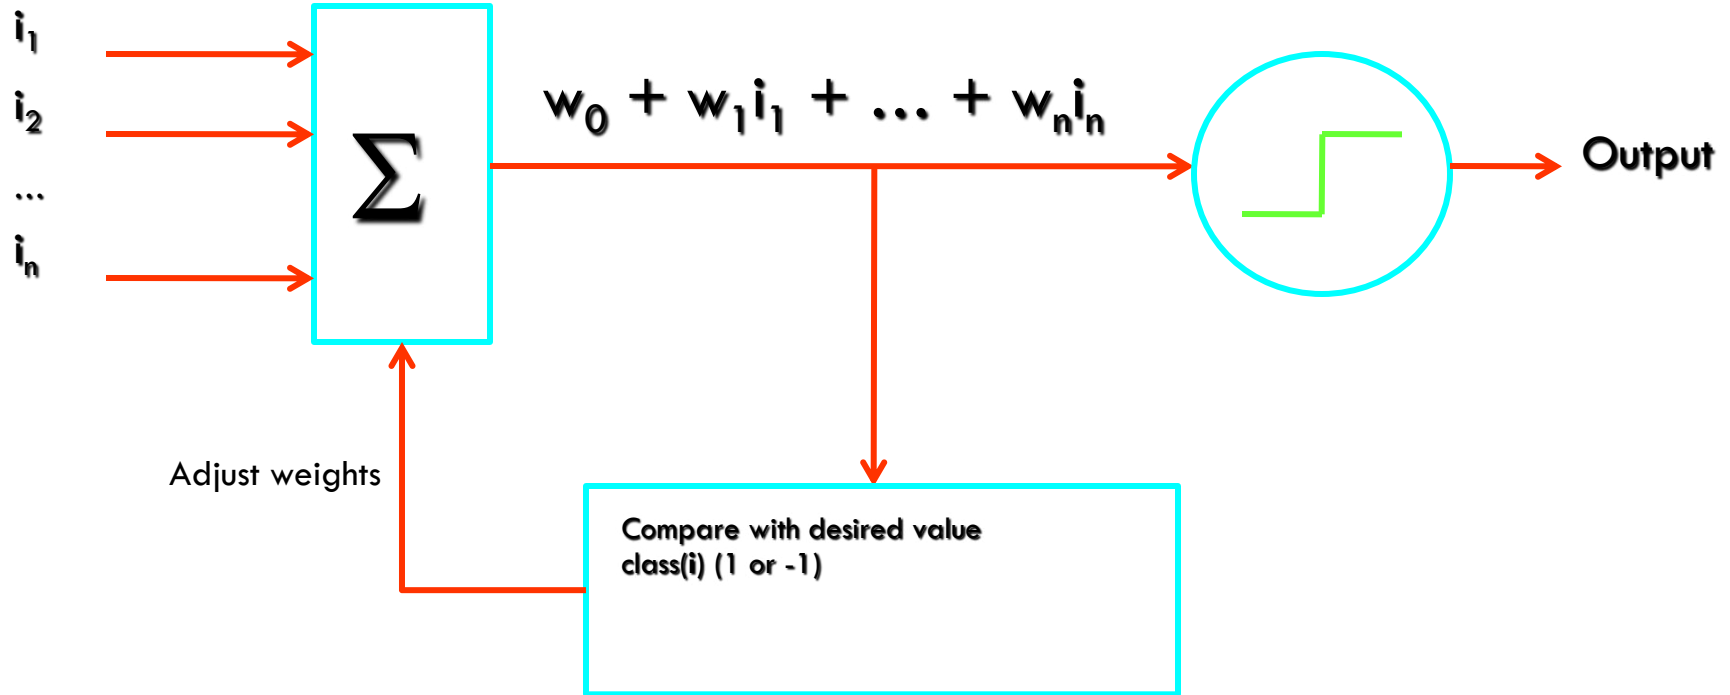 i₁
i₂
...
iₙ
Σ
w₀ + w₁i₁ + ... + wₙiₙ
Output
Adjust weights
Compare with desired value
class(i) (1 or -1)